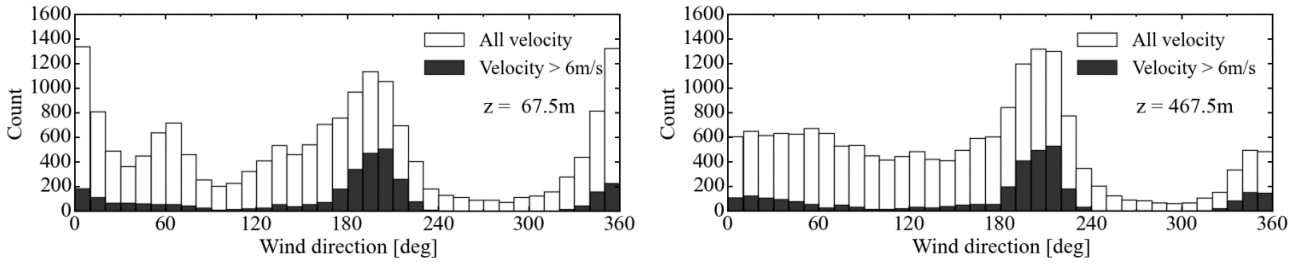 1600
1400
1200
1000
800
600
400
200
0
Count
All velocity
Velocity > 6m/s
z = 67.5m
0 60 120 180 240 300 360
Wind direction [deg]
1600
1400
1200
1000
800
600
400
200
0
Count
All velocity
Velocity > 6m/s
z = 467.5m
0 60 120 180 240 300 360
Wind direction [deg]